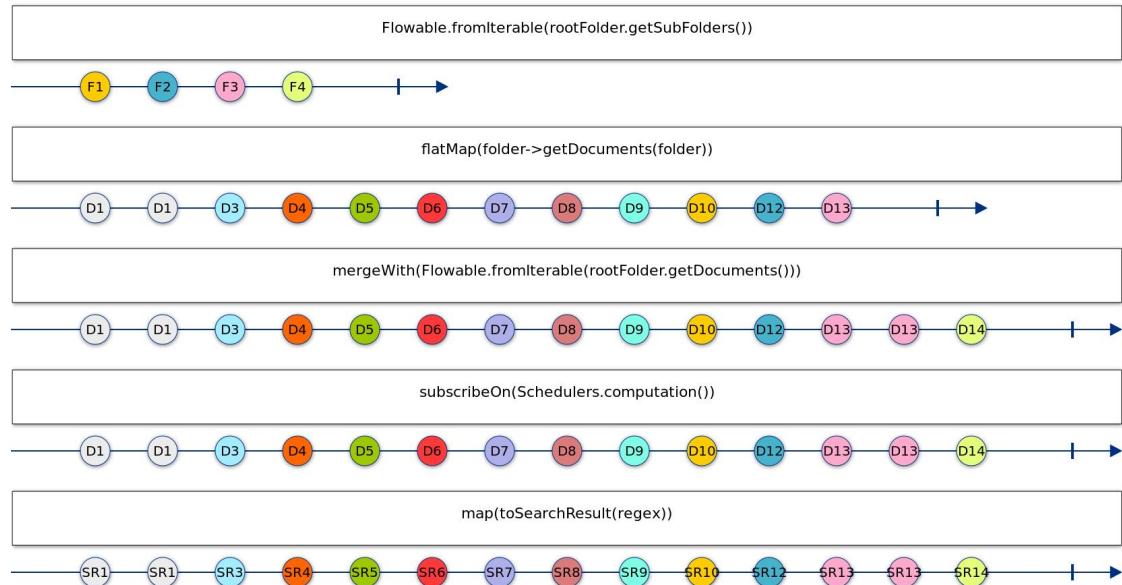 Flowable.fromIterable(rootFolder.getSubFolders())
F1 F2 F3 F4
flatMap(folder->getDocuments(folder))
D1 D1 D3 D4 D5 D6 D7 D8 D9 D10 D12 D13
mergeWith(Flowable.fromIterable(rootFolder.getDocuments()))
D1 D1 D3 D4 D5 D6 D7 D8 D9 D10 D12 D13 D13 D14
subscribeOn(Schedulers.computation())
D1 D1 D3 D4 D5 D6 D7 D8 D9 D10 D12 D13 D13 D14
map(toSearchResult(regex))
SR1 SR1 SR3 SR4 SR5 SR6 SR7 SR8 SR9 SR10 SR12 SR13 SR13 SR14